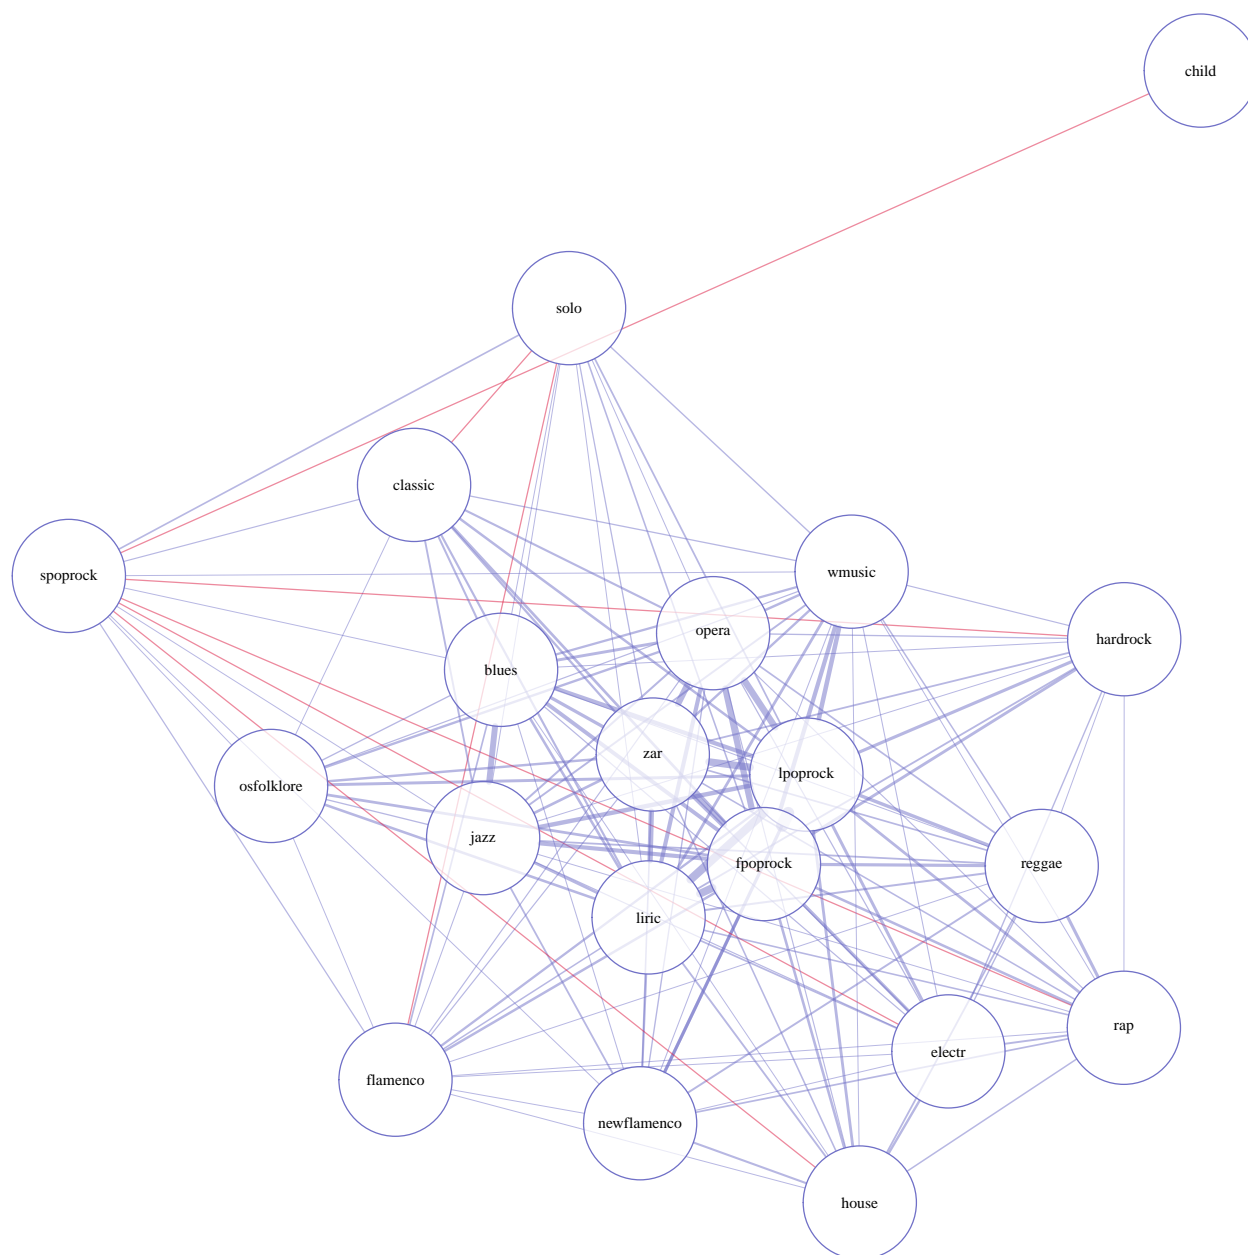 child
solo
classic
spoprock
wmusic
opera
hardrock
blues
zar
lpoprock
osfolklore
jazz
fpoprock
reggae
liric
rap
electr
flamenco
newflamenco
house